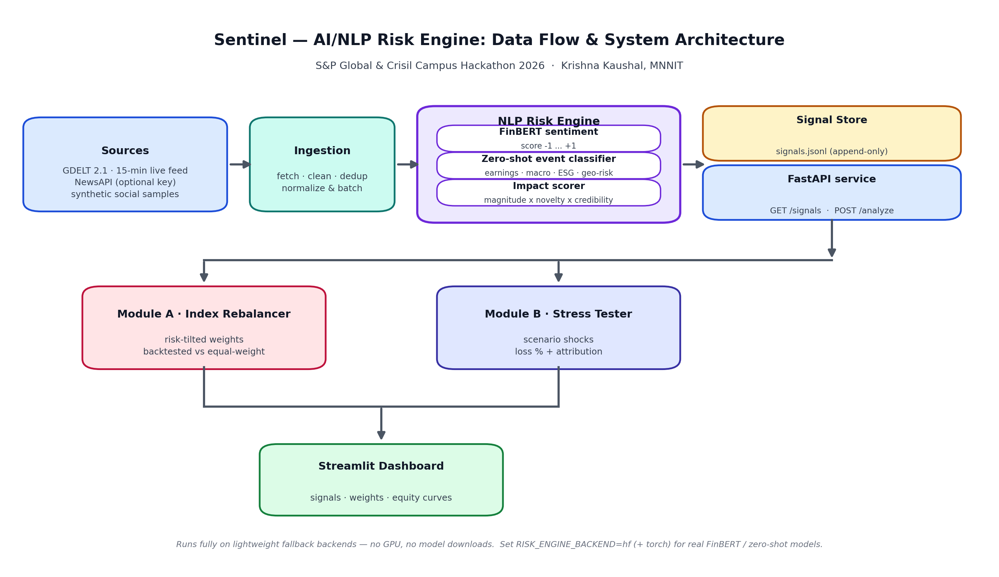 Sentinel — AI/NLP Risk Engine: Data Flow & System Architecture
S&P Global & Crisil Campus Hackathon 2026 · Krishna Kaushal, MNNIT
Sources
GDELT 2.1 · 15-min live feed
NewsAPI (optional key)
synthetic social samples
Ingestion
fetch · clean · dedup
normalize & batch
NLP Risk Engine
FinBERT sentiment
score -1 ... +1
Zero-shot event classifier
earnings · macro · ESG · geo-risk
Impact scorer
magnitude x novelty x credibility
Signal Store
signals.jsonl (append-only)
FastAPI service
GET /signals · POST /analyze
Module A · Index Rebalancer
risk-tilted weights
backtested vs equal-weight
Module B · Stress Tester
scenario shocks
loss % + attribution
Streamlit Dashboard
signals · weights · equity curves
Runs fully on lightweight fallback backends — no GPU, no model downloads. Set RISK_ENGINE_BACKEND=hf (+ torch) for real FinBERT / zero-shot models.